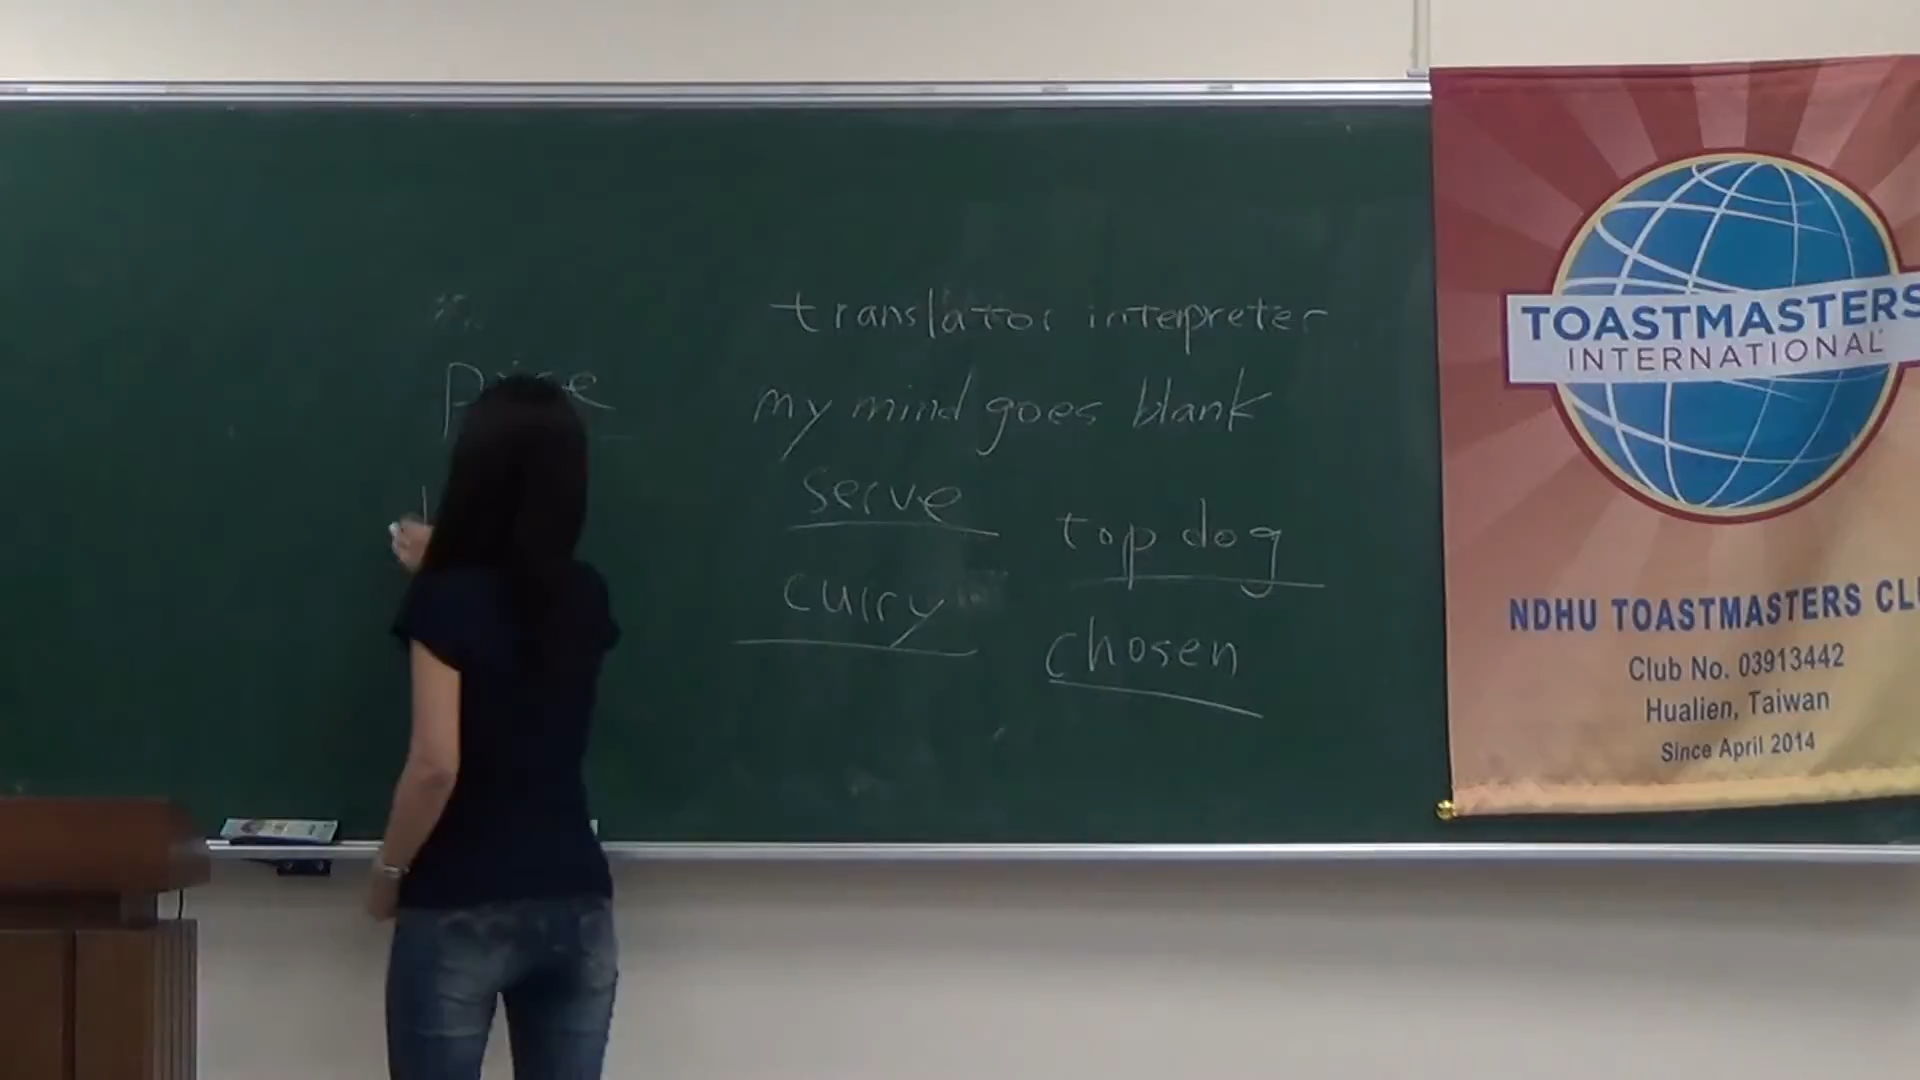 translator interpreter
my mind goes blank
serve
top dog
curry
chosen
TOASTMASTERS
INTERNATIONAL
NDHU TOASTMASTERS
Club No. 03913442
Hualien, Taiwan
Since April 2014